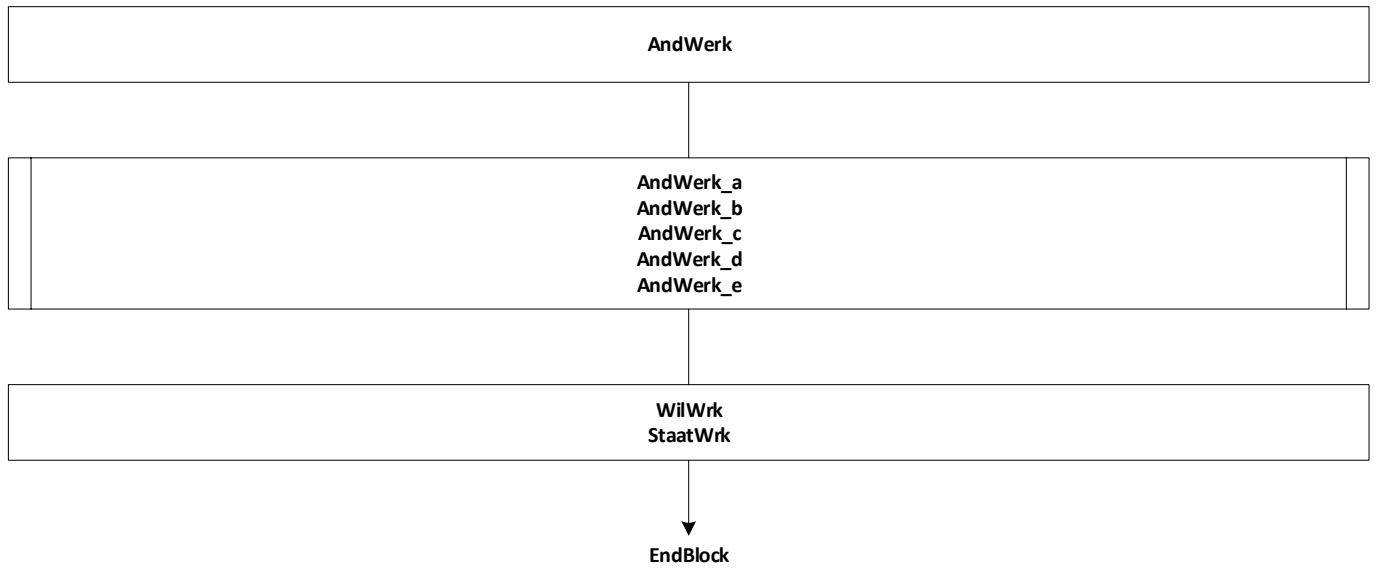 AndWerk
AndWerk_a
AndWerk_b
AndWerk_c
AndWerk_d
AndWerk_e
WilWrk
StaatWrk
EndBlock